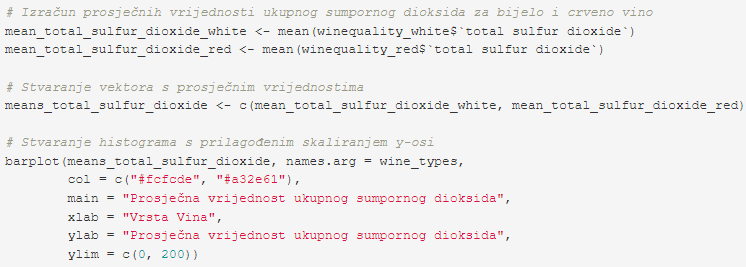 # Izračun prosječnih vrijednosti ukupnog sumpornog dioksida za bijelo i crveno vino
mean_total_sulfur_dioxide_white <- mean(winequality_white$`total sulfur dioxide`)
mean_total_sulfur_dioxide_red <- mean(winequality_red$`total sulfur dioxide`)

# Stvaranje vektora s prosječnim vrijednostima
means_total_sulfur_dioxide <- c(mean_total_sulfur_dioxide_white, mean_total_sulfur_dioxide_red)

# Stvaranje histograma s prilagođenim skaliranjem y-osi
barplot(means_total_sulfur_dioxide, names.arg = wine_types,
        col = c("#fcfcde", "#a32e61"),
        main = "Prosječna vrijednost ukupnog sumpornog dioksida",
        xlab = "Vrsta Vina",
        ylab = "Prosječna vrijednost ukupnog sumpornog dioksida",
        ylim = c(0, 200))